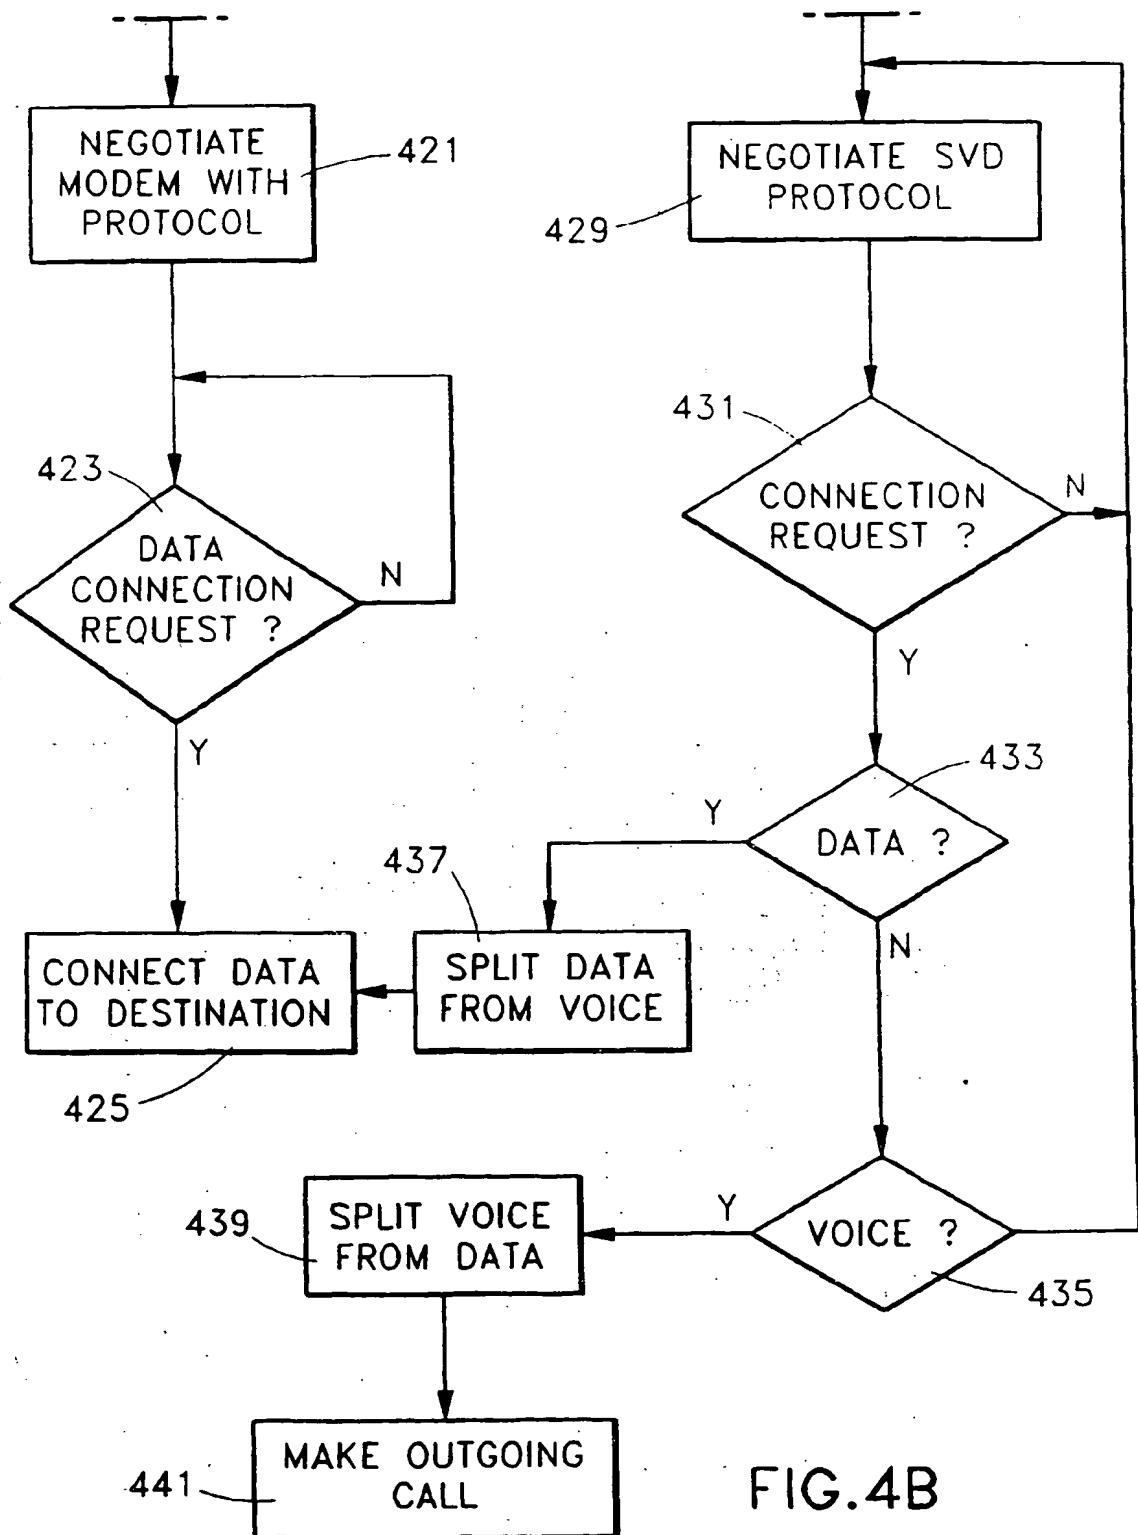 NEGOTIATE
MODEM WITH
PROTOCOL
421
NEGOTIATE SVD
PROTOCOL
429
431
CONNECTION
REQUEST ?
N
Y
423
DATA
CONNECTION
REQUEST ?
N
Y
433
DATA ?
Y
N
437
SPLIT DATA
FROM VOICE
CONNECT DATA
TO DESTINATION
425
VOICE ?
Y
435
439
SPLIT VOICE
FROM DATA
441
MAKE OUTGOING
CALL
FIG.4B